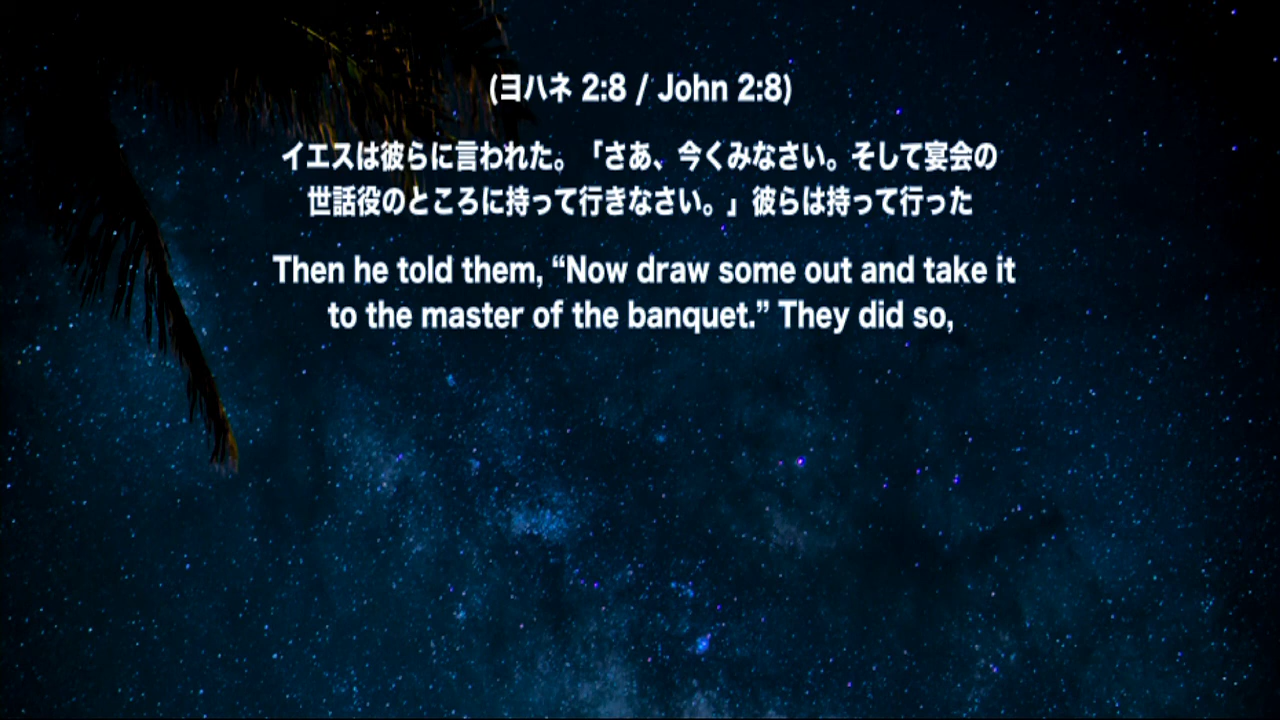 (ヨハネ 2:8 / John 2:8)
イエスは彼らに言われた。「さあ、今くみなさい。そして宴会の
世話役のところに持って行きなさい。」彼らは持って行った
Then he told them, “Now draw some out and take it
to the master of the banquet.” They did so,